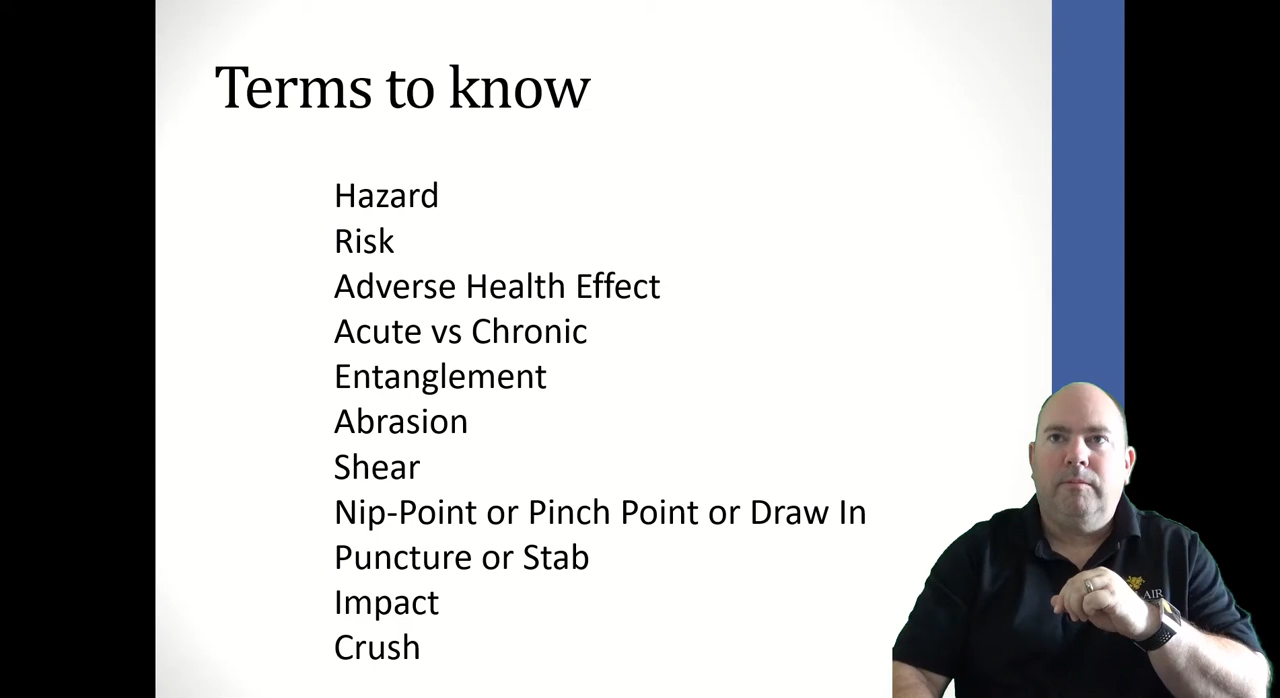 Terms to know
Hazard
Risk
Adverse Health Effect
Acute vs Chronic
Entanglement
Abrasion
Shear
Nip-Point or Pinch Point or Draw In
Puncture or Stab
Impact
Crush